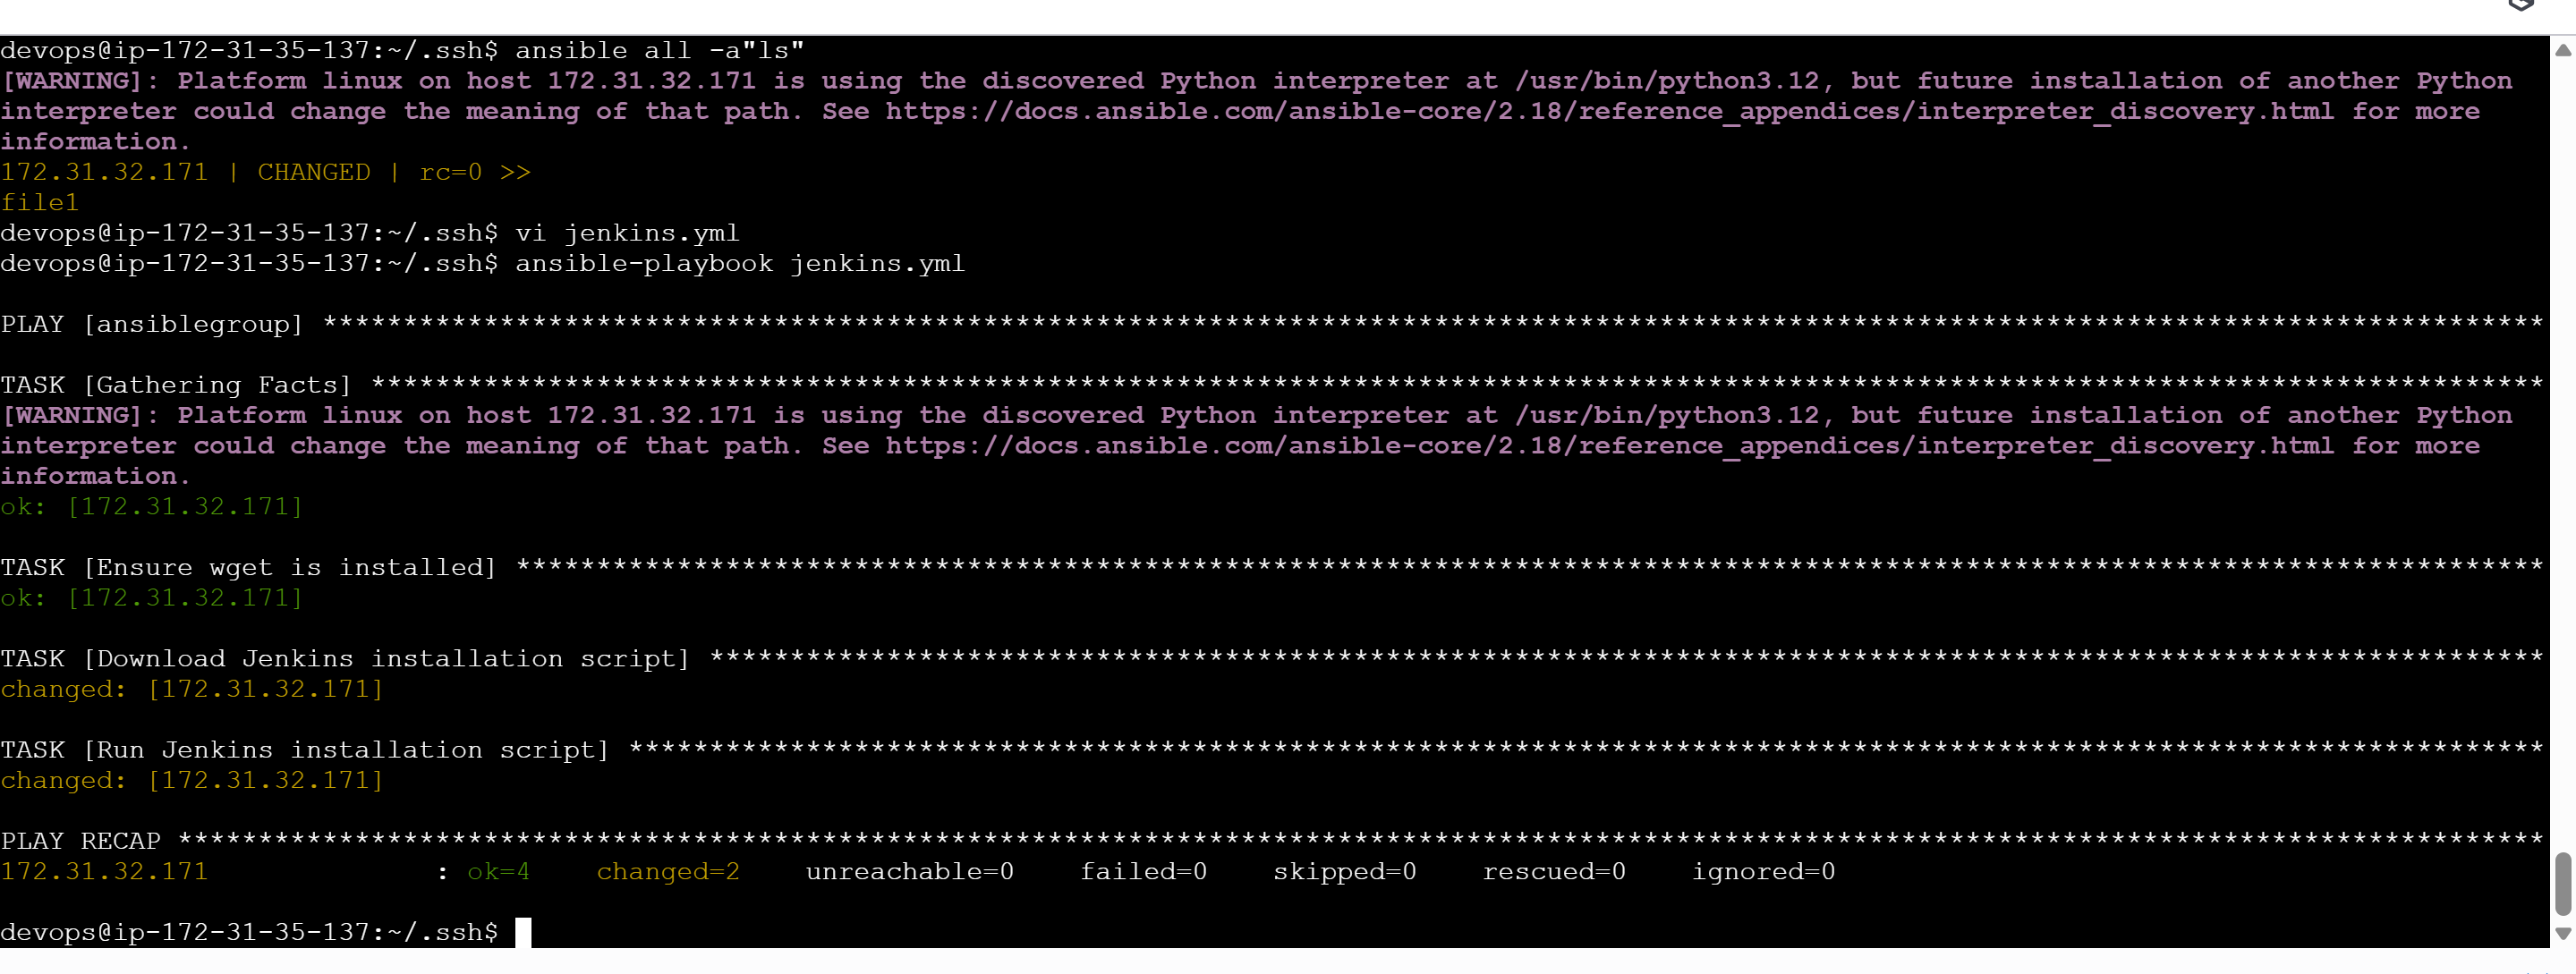 devops@ip-172-31-35-137:~/.ssh$ ansible all -a"ls"
[WARNING]: Platform linux on host 172.31.32.171 is using the discovered Python interpreter at /usr/bin/python3.12, but future installation of another Python
interpreter could change the meaning of that path. See https://docs.ansible.com/ansible-core/2.18/reference_appendices/interpreter_discovery.html for more
information.
172.31.32.171 | CHANGED | rc=0 >>
file1
devops@ip-172-31-35-137:~/.ssh$ vi jenkins.yml
devops@ip-172-31-35-137:~/.ssh$ ansible-playbook jenkins.yml
PLAY [ansiblegroup] ******************************************************************************************************************************************
TASK [Gathering Facts] ***************************************************************************************************************************************
[WARNING]: Platform linux on host 172.31.32.171 is using the discovered Python interpreter at /usr/bin/python3.12, but future installation of another Python
interpreter could change the meaning of that path. See https://docs.ansible.com/ansible-core/2.18/reference_appendices/interpreter_discovery.html for more
information.
ok: [172.31.32.171]
TASK [Ensure wget is installed] ******************************************************************************************************************************
ok: [172.31.32.171]
TASK [Download Jenkins installation script] ******************************************************************************************************************
changed: [172.31.32.171]
TASK [Run Jenkins installation script] ***********************************************************************************************************************
changed: [172.31.32.171]
PLAY RECAP ***************************************************************************************************************************************************
172.31.32.171              : ok=4    changed=2    unreachable=0    failed=0    skipped=0    rescued=0    ignored=0
devops@ip-172-31-35-137:~/.ssh$